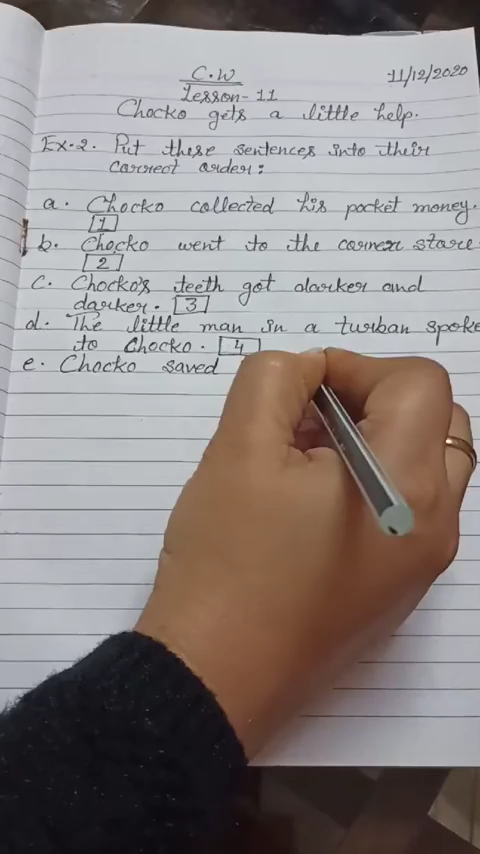 C.W
11/12/2020
Lesson-11
Chocko gets a little help.
Ex.2. Put these sentences into their
correct order:
a. Chocko collected his pocket money.
1
b. Chocko went to the corner store
2
c. Chocko's teeth got darker and
darker. 3
d. The little man in a turban spoke
to Chocko. 4
e. Chocko saved